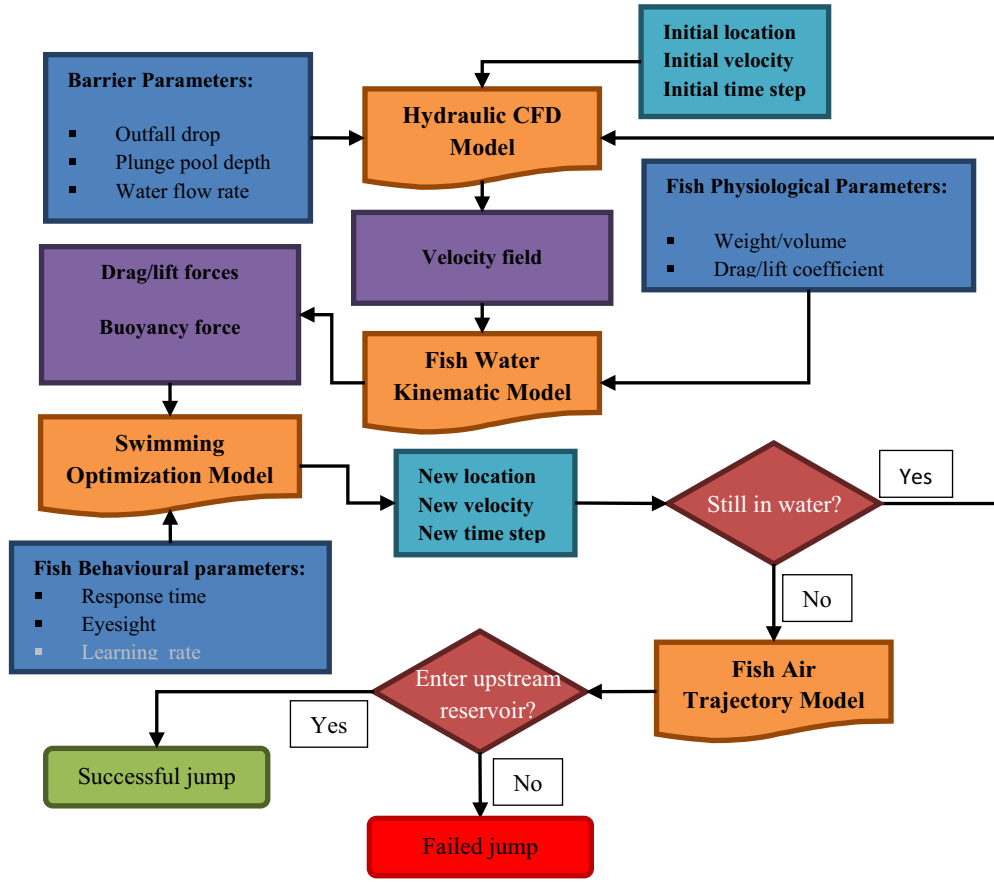 Initial location
Initial velocity
Initial time step
Barrier Parameters:
▪ Outfall drop
▪ Plunge pool depth
▪ Water flow rate
Hydraulic CFD
Model
Fish Physiological Parameters:
▪ Weight/volume
▪ Drag/lift coefficient
Velocity field
Drag/lift forces
Buoyancy force
Fish Water
Kinematic Model
Swimming
Optimization Model
New location
New velocity
New time step
Still in water?
Yes
No
Fish Behavioural parameters:
▪ Response time
▪ Eyesight
▪ Learning rate
Fish Air
Trajectory Model
Enter upstream
reservoir?
Yes
No
Successful jump
Failed jump